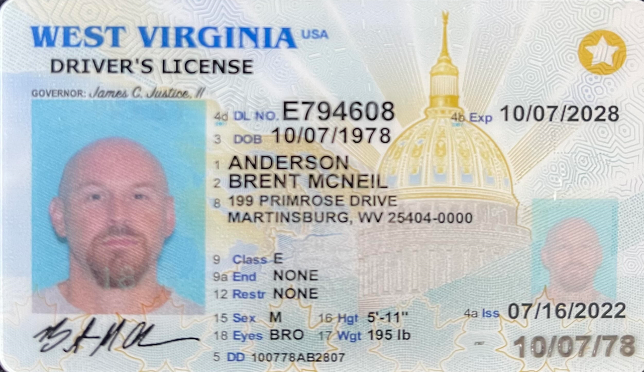 WEST VIRGINIA USA
DRIVER'S LICENSE
GOVERNOR: James C. Justice, II
4d DL NO. E794608 4b Exp 10/07/2028
3 DOB 10/07/1978
1 ANDERSON
2 BRENT MCNEIL
8 199 PRIMROSE DRIVE
MARTINSBURG, WV 25404-0000
9 Class E
9a End NONE
12 Restr NONE
15 Sex M 16 Hgt 5'-11" 4a Iss 07/16/2022
18 Eyes BRO 17 Wgt 195 lb
10/07/78
5 DD 100778AB2807